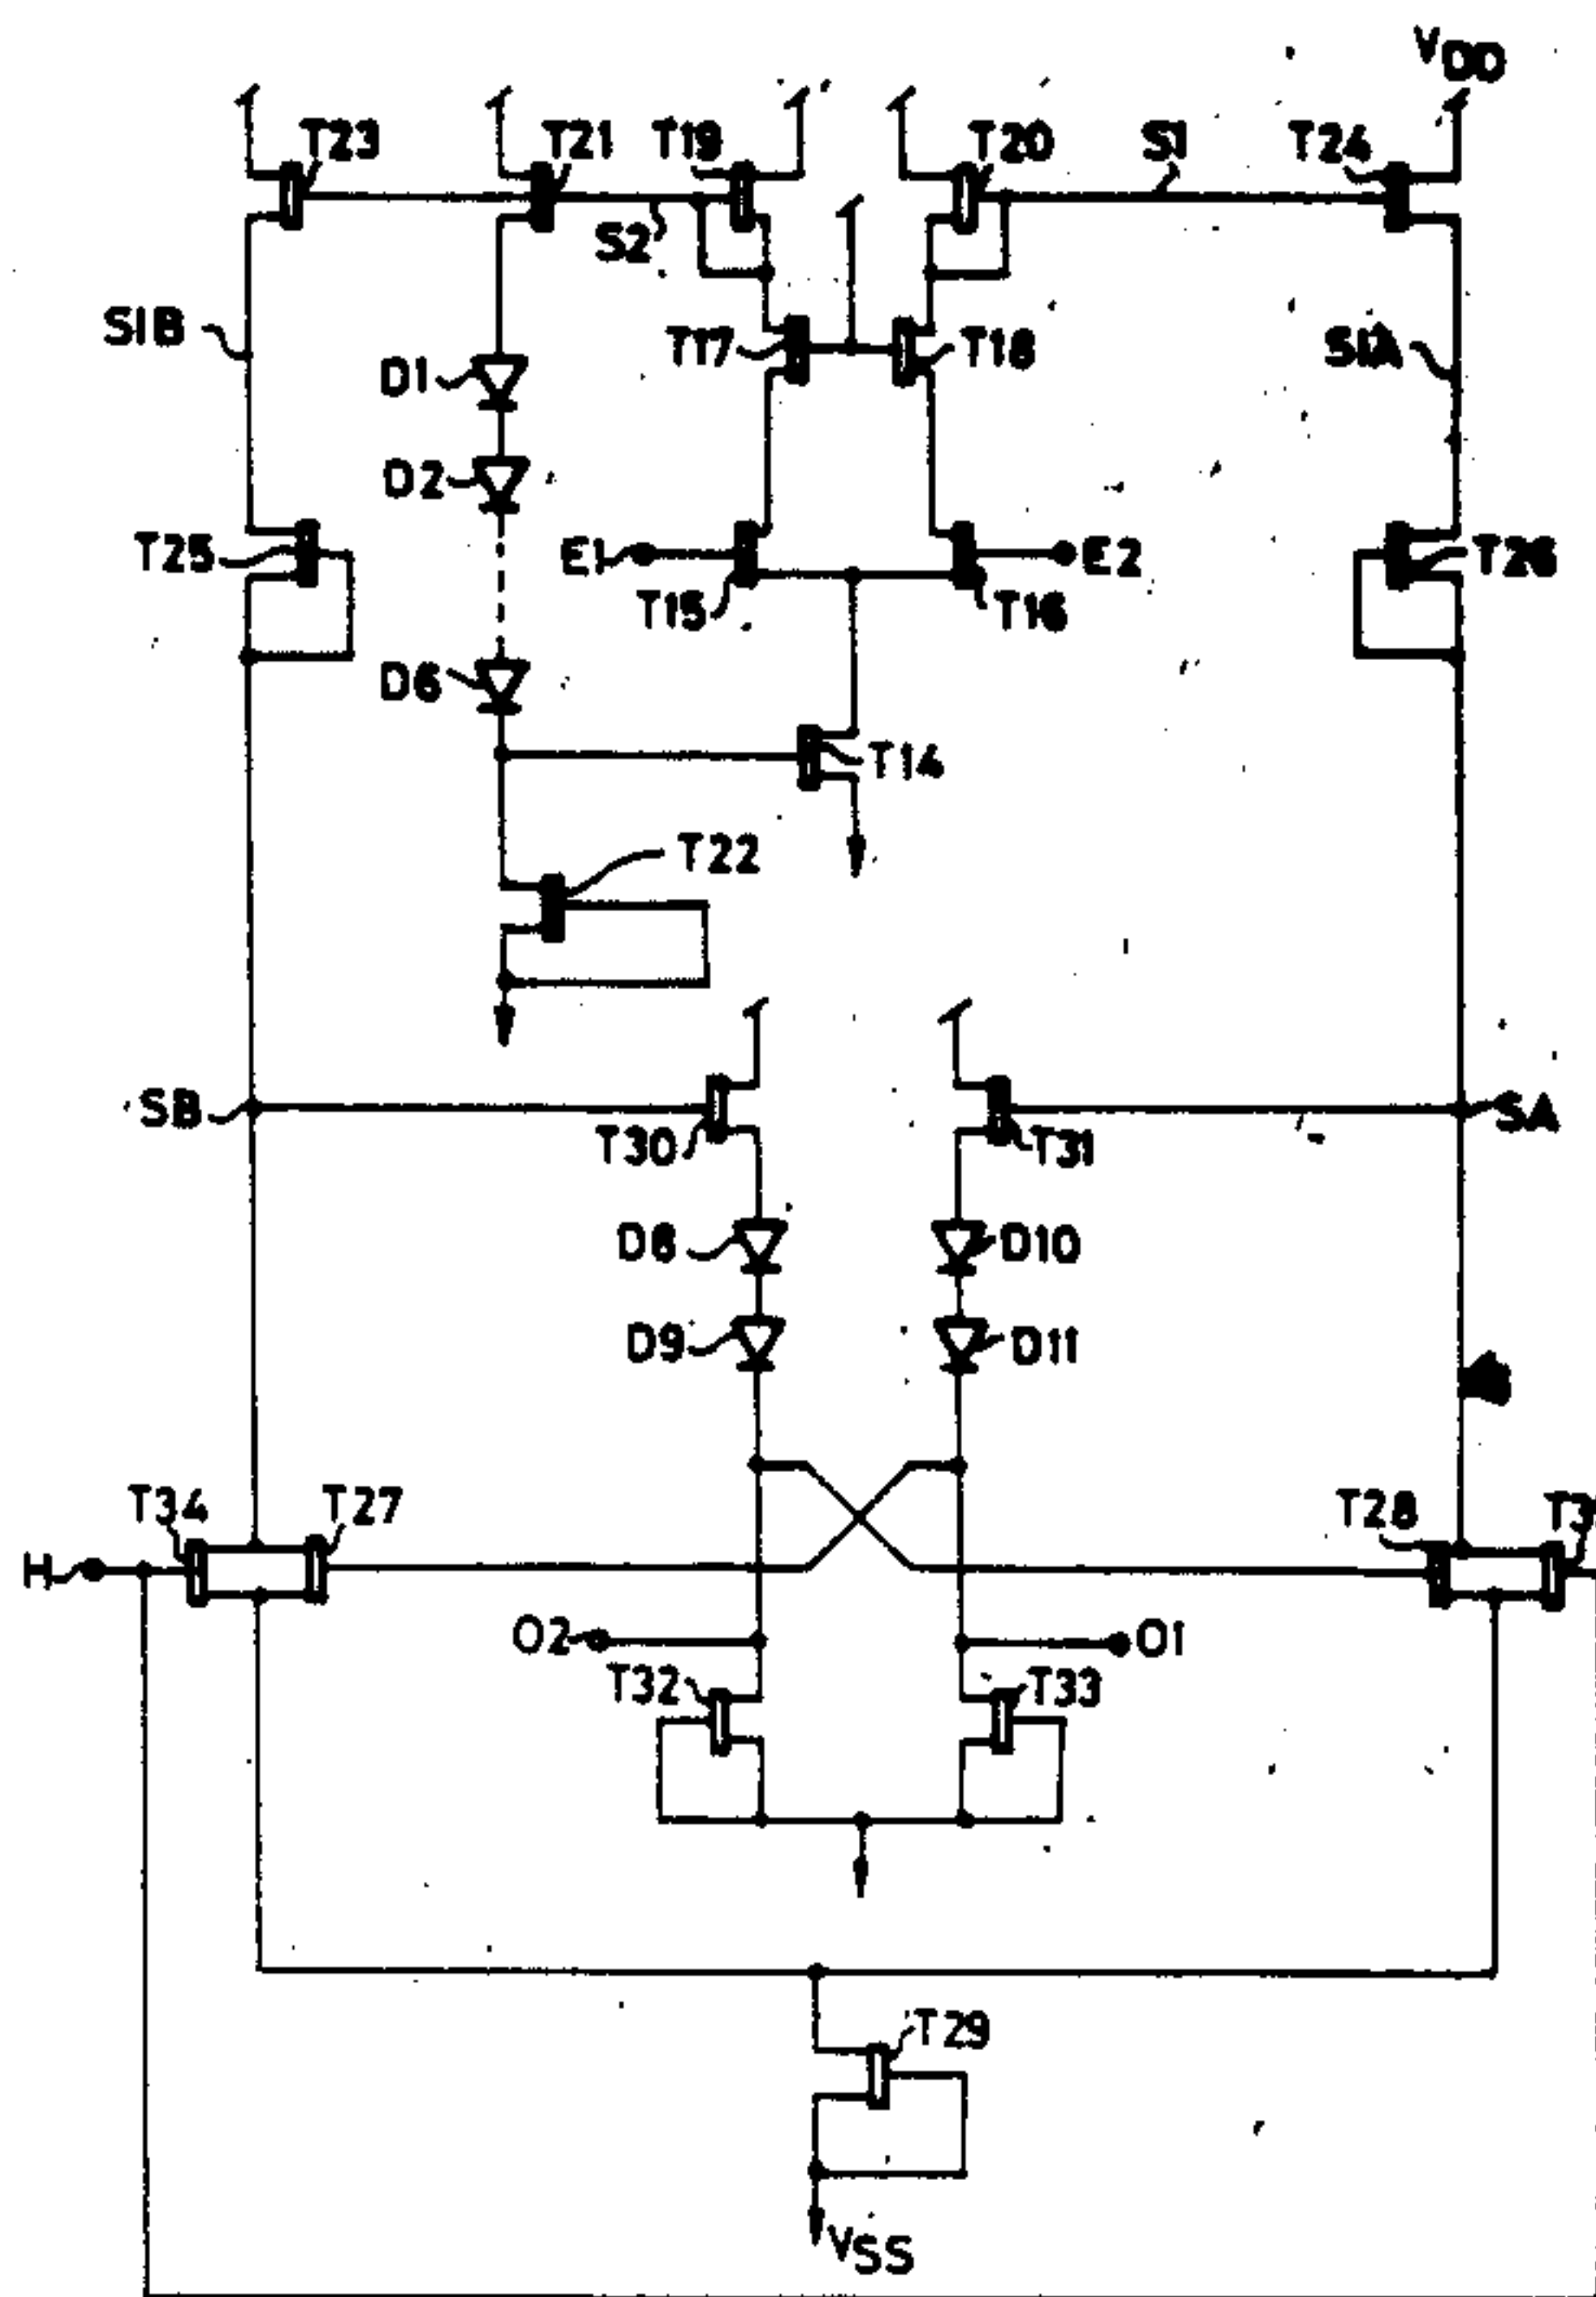 VDD
T23
T21
T19
T20
S1
T24
S2
S1B
D1
T17
T18
S1A
D2
T25
E1
E2
T26
T15
T16
D6
T14
T22
SB
SA
T30
T31
D8
D10
D9
D11
T34
T27
T28
H
O2
O1
T32
T33
T29
VSS